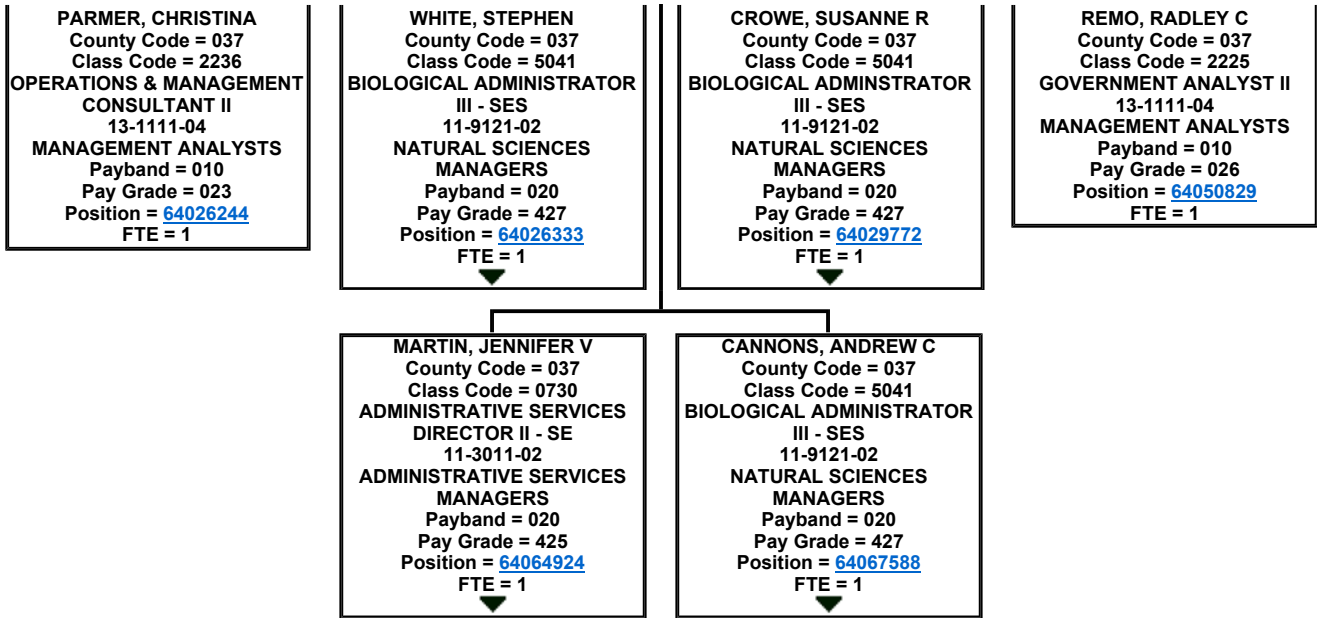 PARMER, CHRISTINA
County Code = 037
Class Code = 2236
OPERATIONS & MANAGEMENT
CONSULTANT II
13-1111-04
MANAGEMENT ANALYSTS
Payband = 010
Pay Grade = 023
Position = 64026244
FTE = 1
WHITE, STEPHEN
County Code = 037
Class Code = 5041
BIOLOGICAL ADMINISTRATOR
III - SES
11-9121-02
NATURAL SCIENCES
MANAGERS
Payband = 020
Pay Grade = 427
Position = 64026333
FTE = 1
CROWE, SUSANNE R
County Code = 037
Class Code = 5041
BIOLOGICAL ADMINSTRATOR
III - SES
11-9121-02
NATURAL SCIENCES
MANAGERS
Payband = 020
Pay Grade = 427
Position = 64029772
FTE = 1
REMO, RADLEY C
County Code = 037
Class Code = 2225
GOVERNMENT ANALYST II
13-1111-04
MANAGEMENT ANALYSTS
Payband = 010
Pay Grade = 026
Position = 64050829
FTE = 1
MARTIN, JENNIFER V
County Code = 037
Class Code = 0730
ADMINISTRATIVE SERVICES
DIRECTOR II - SE
11-3011-02
ADMINISTRATIVE SERVICES
MANAGERS
Payband = 020
Pay Grade = 425
Position = 64064924
FTE = 1
CANNONS, ANDREW C
County Code = 037
Class Code = 5041
BIOLOGICAL ADMINISTRATOR
III - SES
11-9121-02
NATURAL SCIENCES
MANAGERS
Payband = 020
Pay Grade = 427
Position = 64067588
FTE = 1